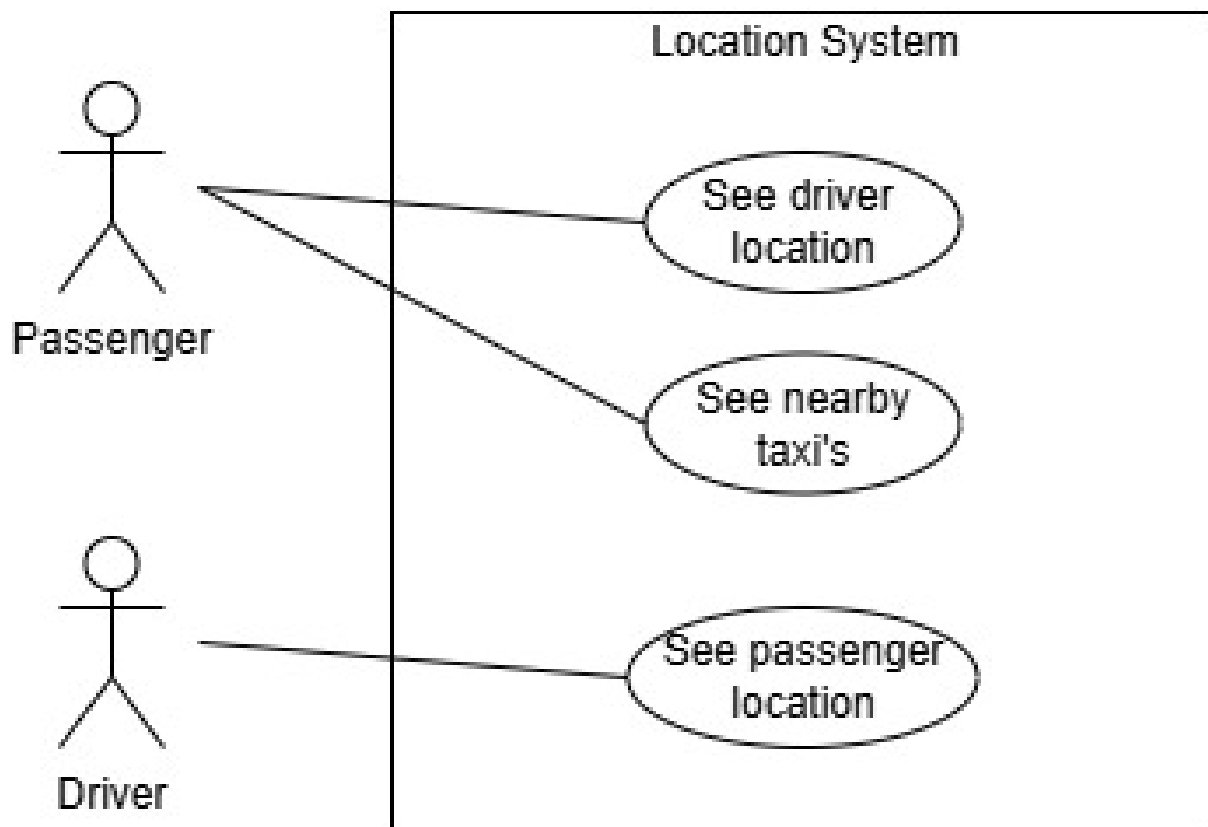 Location System
See driver
location
Passenger
See nearby
taxi's
See passenger
location
Driver